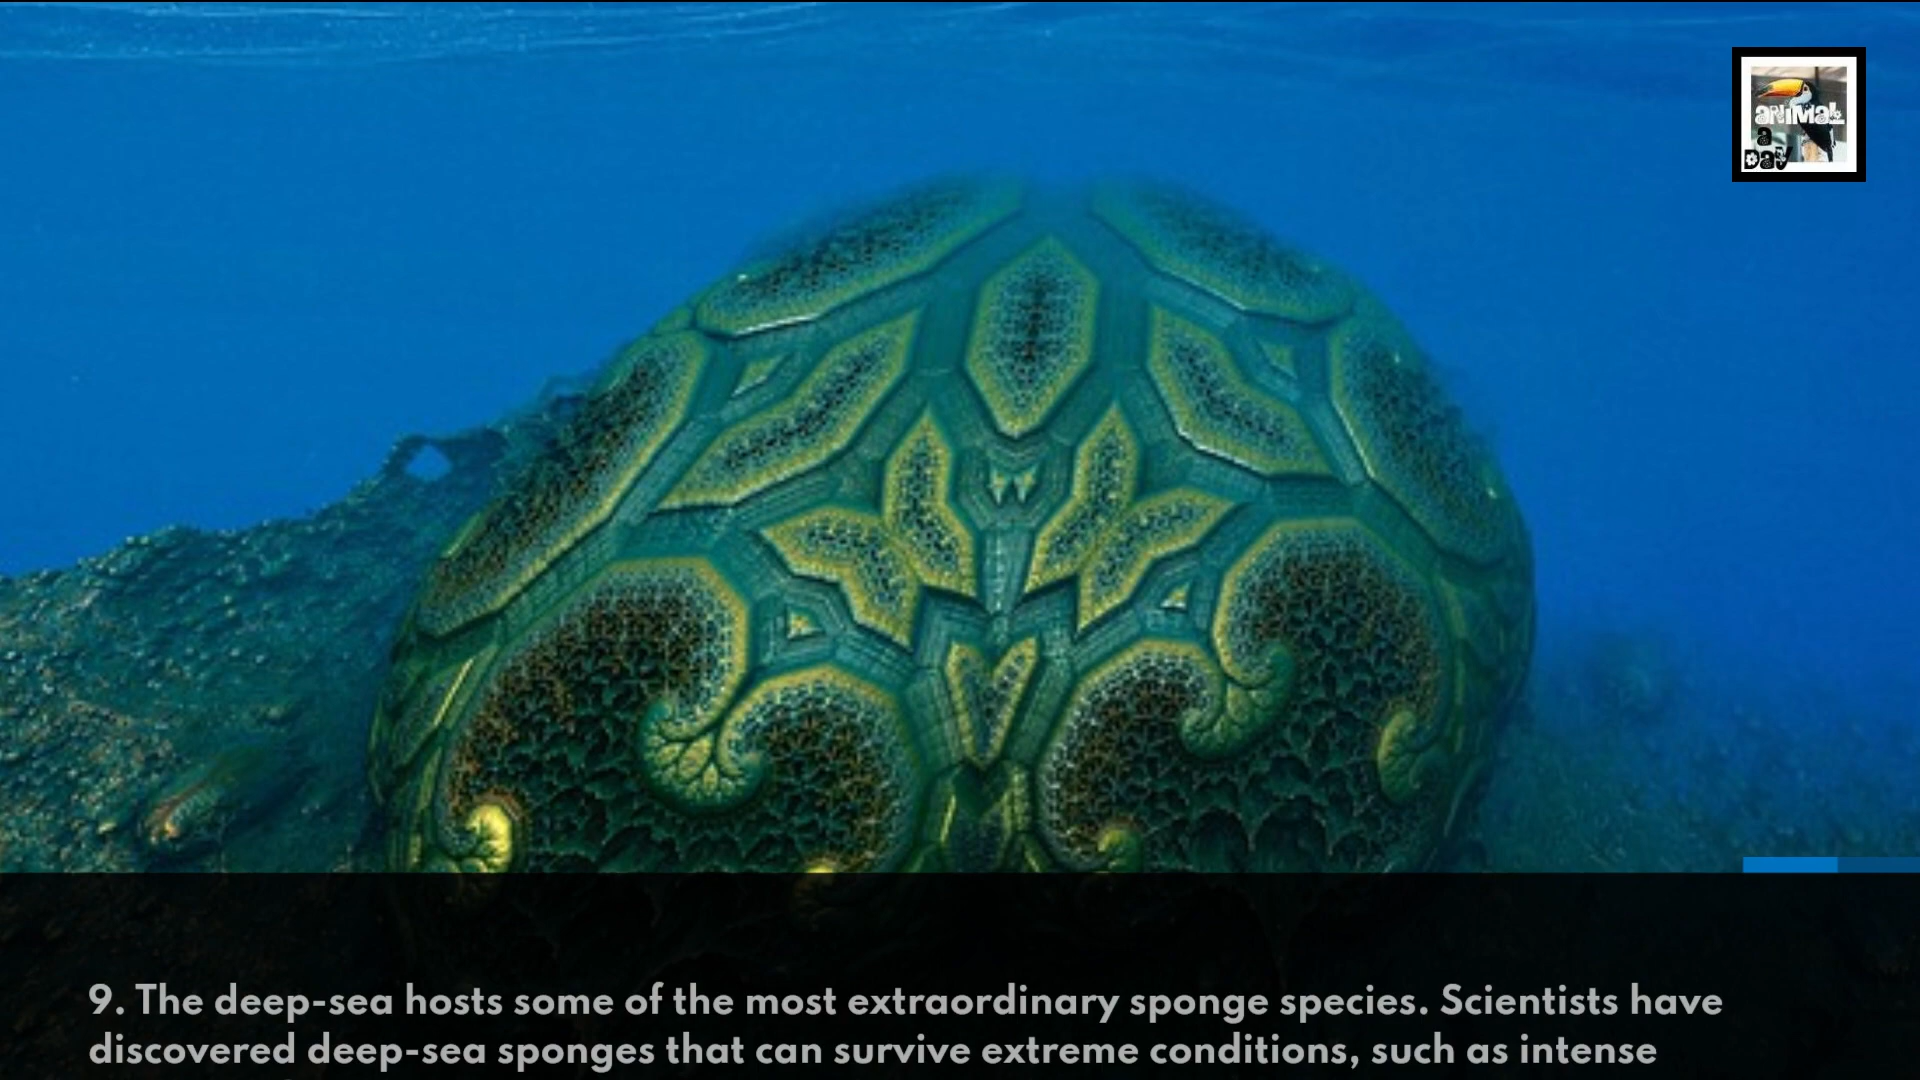 aNIMaL
a
Day
9. The deep-sea hosts some of the most extraordinary sponge species. Scientists have
discovered deep-sea sponges that can survive extreme conditions, such as intense